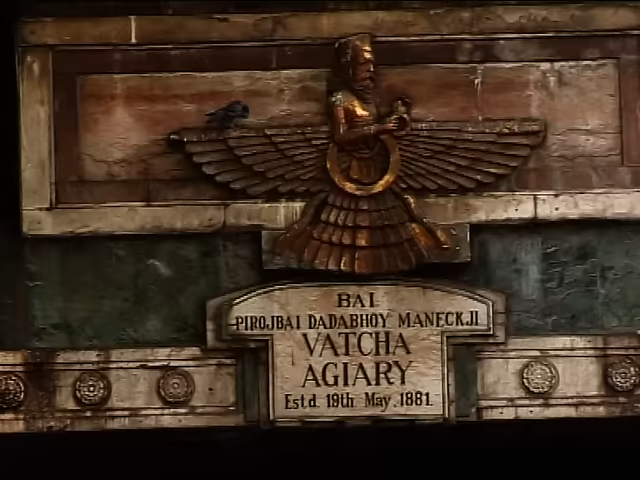 BAI
PIROJBAI DADABHOY MANECKJI
VATCHA
AGIARY
Estd. 19th May. 1881.